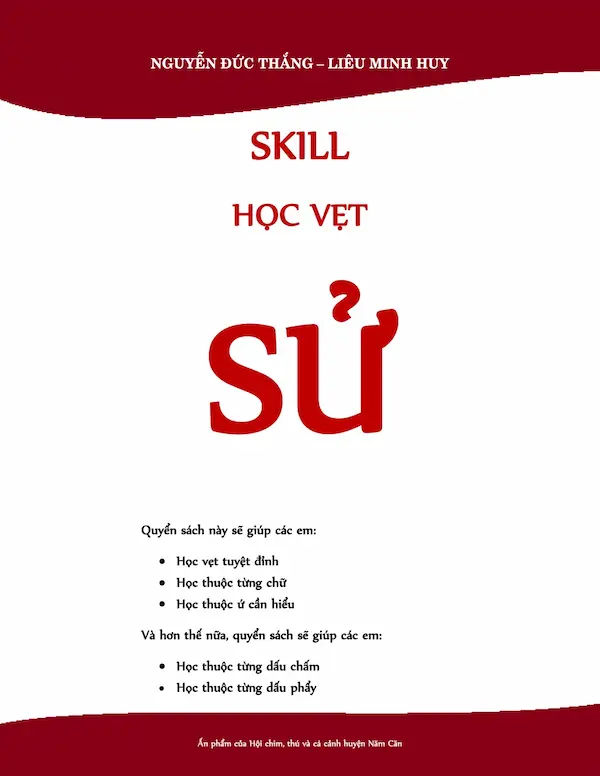 NGUYỄN ĐỨC THẮNG – LIÊU MINH HUY
SKILL
HỌC VẸT
SỬ
Quyển sách này sẽ giúp các em:
• Học vẹt tuyệt đỉnh
• Học thuộc từng chữ
• Học thuộc ứ cần hiểu
Và hơn thế nữa, quyển sách sẽ giúp các em:
• Học thuộc từng dấu chấm
• Học thuộc từng dấu phẩy
Ấn phẩm của Hội chim, thú và cá cảnh huyện Năm Căn